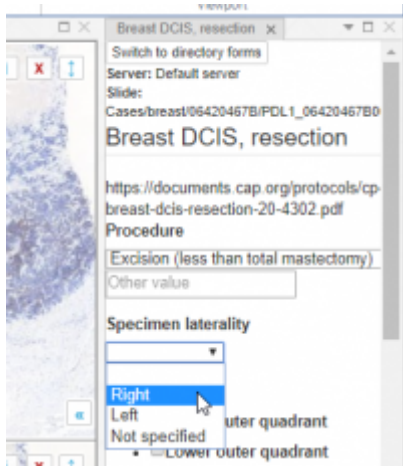 Viewport
Breast DCIS, resection x
Switch to directory forms
Server: Default server
Slide:
Cases/breast/06420467B/PDL1_06420467B0
Breast DCIS, resection
https://documents.cap.org/protocols/cp-
breast-dcis-resection-20-4302.pdf
Procedure
Excision (less than total mastectomy)
Other value
Specimen laterality
Right
Left
uter quadrant
Not specified
Lower outer quadrant